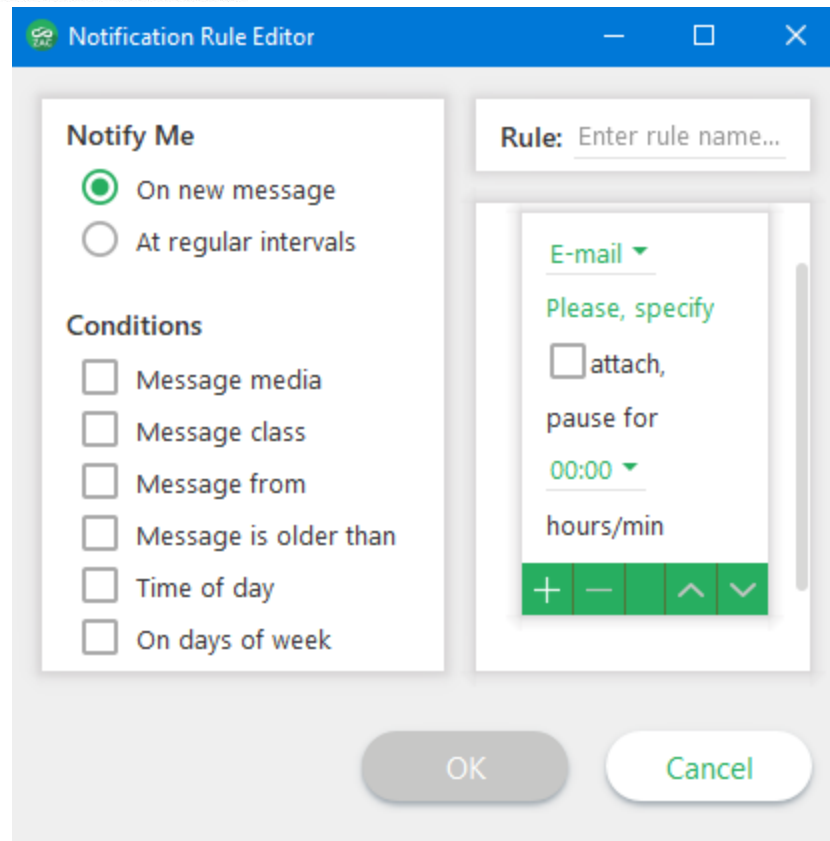 ZAC Notification Rule Editor
Notify Me
On new message
At regular intervals
Conditions
Message media
Message class
Message from
Message is older than
Time of day
On days of week
Rule: Enter rule name...
E-mail
Please, specify
attach,
pause for
00:00
hours/min
OK
Cancel